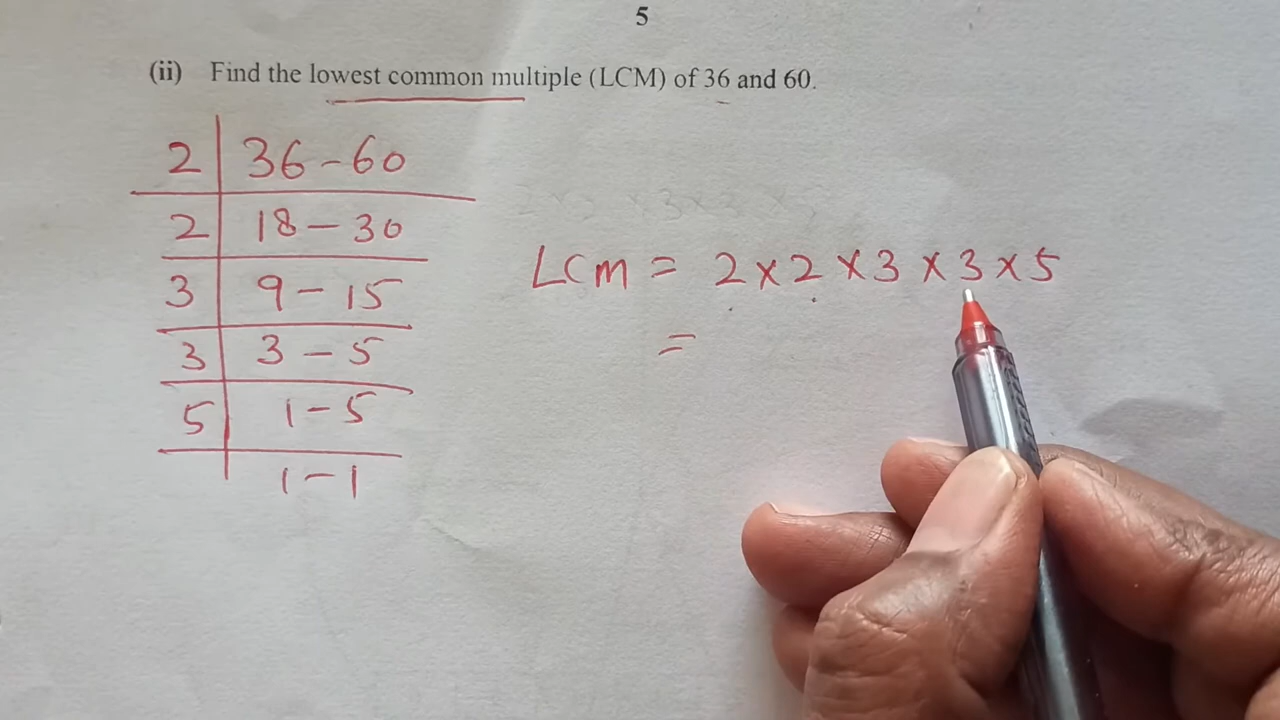 5
(ii) Find the lowest common multiple (LCM) of 36 and 60.
2 | 36 - 60
2 | 18 - 30
3 | 9 - 15
3 | 3 - 5
5 | 1 - 5
1 - 1
LCM = 2 × 2 × 3 × 3 × 5
=